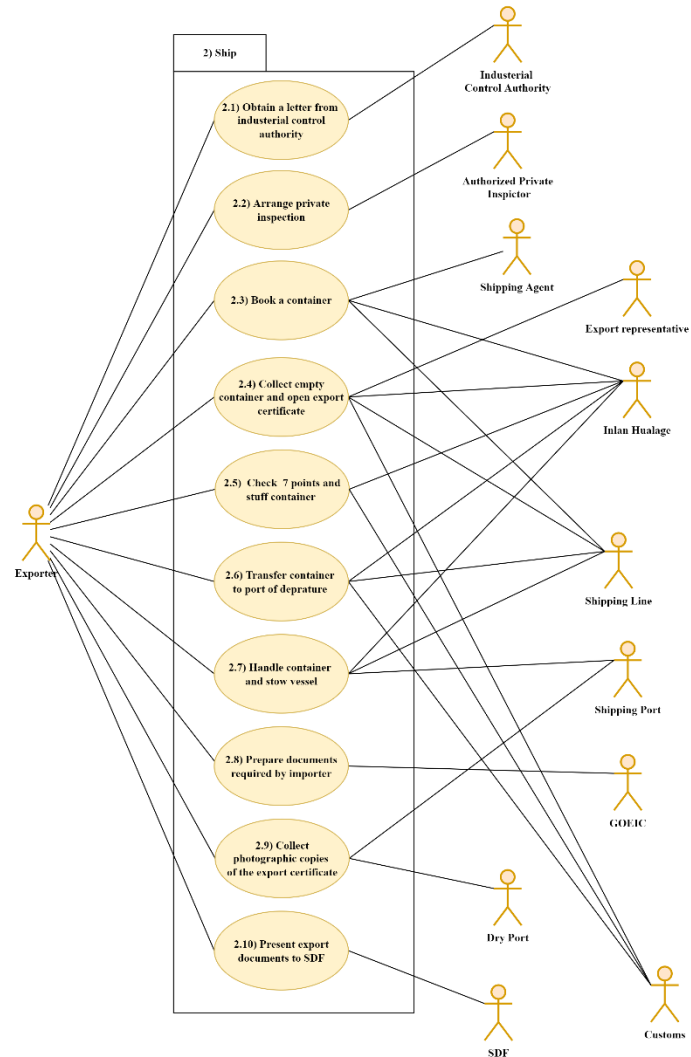 2) Ship
Industerial
Control Authority
2.1) Obtain a letter from
industerial control
authority
Authorized Private
Inspictor
2.2) Arrange private
inspection
Shipping Agent
Export representative
2.3) Book a container
2.4) Collect empty
container and open export
certificate
Inlan Hualage
2.5) Check 7 points and
stuff container
Exporter
2.6) Transfer container
to port of deprature
Shipping Line
2.7) Handle container
and stow vessel
Shipping Port
2.8) Prepare documents
required by importer
GOEIC
2.9) Collect
photographic copies
of the export certificate
Dry Port
2.10) Present export
documents to SDF
Customs
SDF